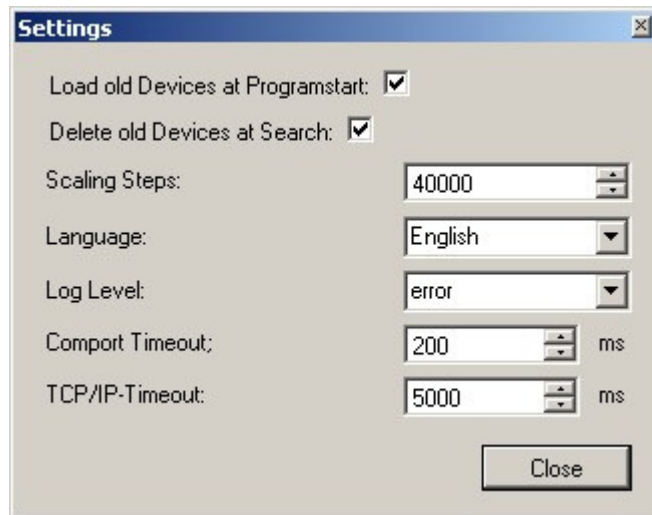 Settings
Load old Devices at Programstart:
Delete old Devices at Search:
Scaling Steps: 40000
Language: English
Log Level: error
Comport Timeout; 200 ms
TCP/IP-Timeout: 5000 ms
Close